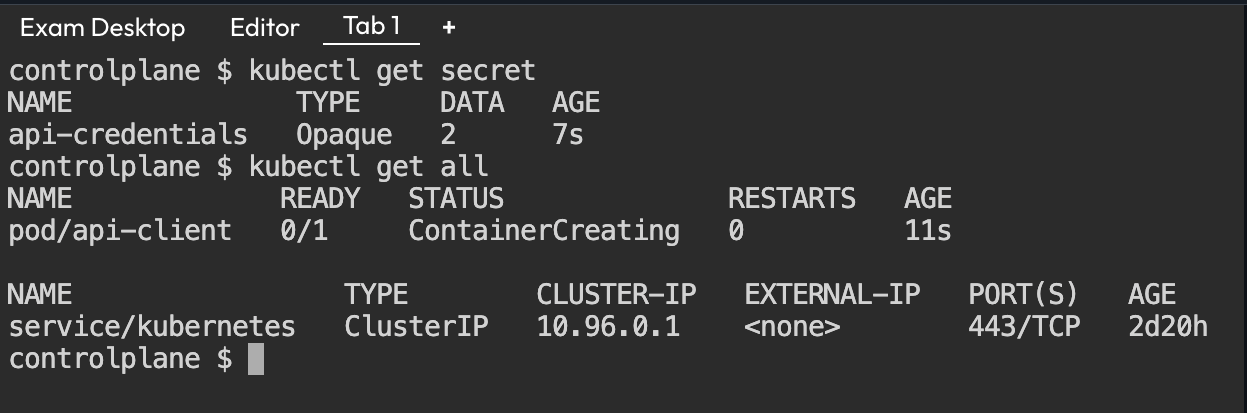 Exam Desktop Editor Tab 1 +
controlplane $ kubectl get secret
NAME TYPE DATA AGE
api-credentials Opaque 2 7s
controlplane $ kubectl get all
NAME READY STATUS RESTARTS AGE
pod/api-client 0/1 ContainerCreating 0 11s
NAME TYPE CLUSTER-IP EXTERNAL-IP PORT(S) AGE
service/kubernetes ClusterIP 10.96.0.1 <none> 443/TCP 2d20h
controlplane $